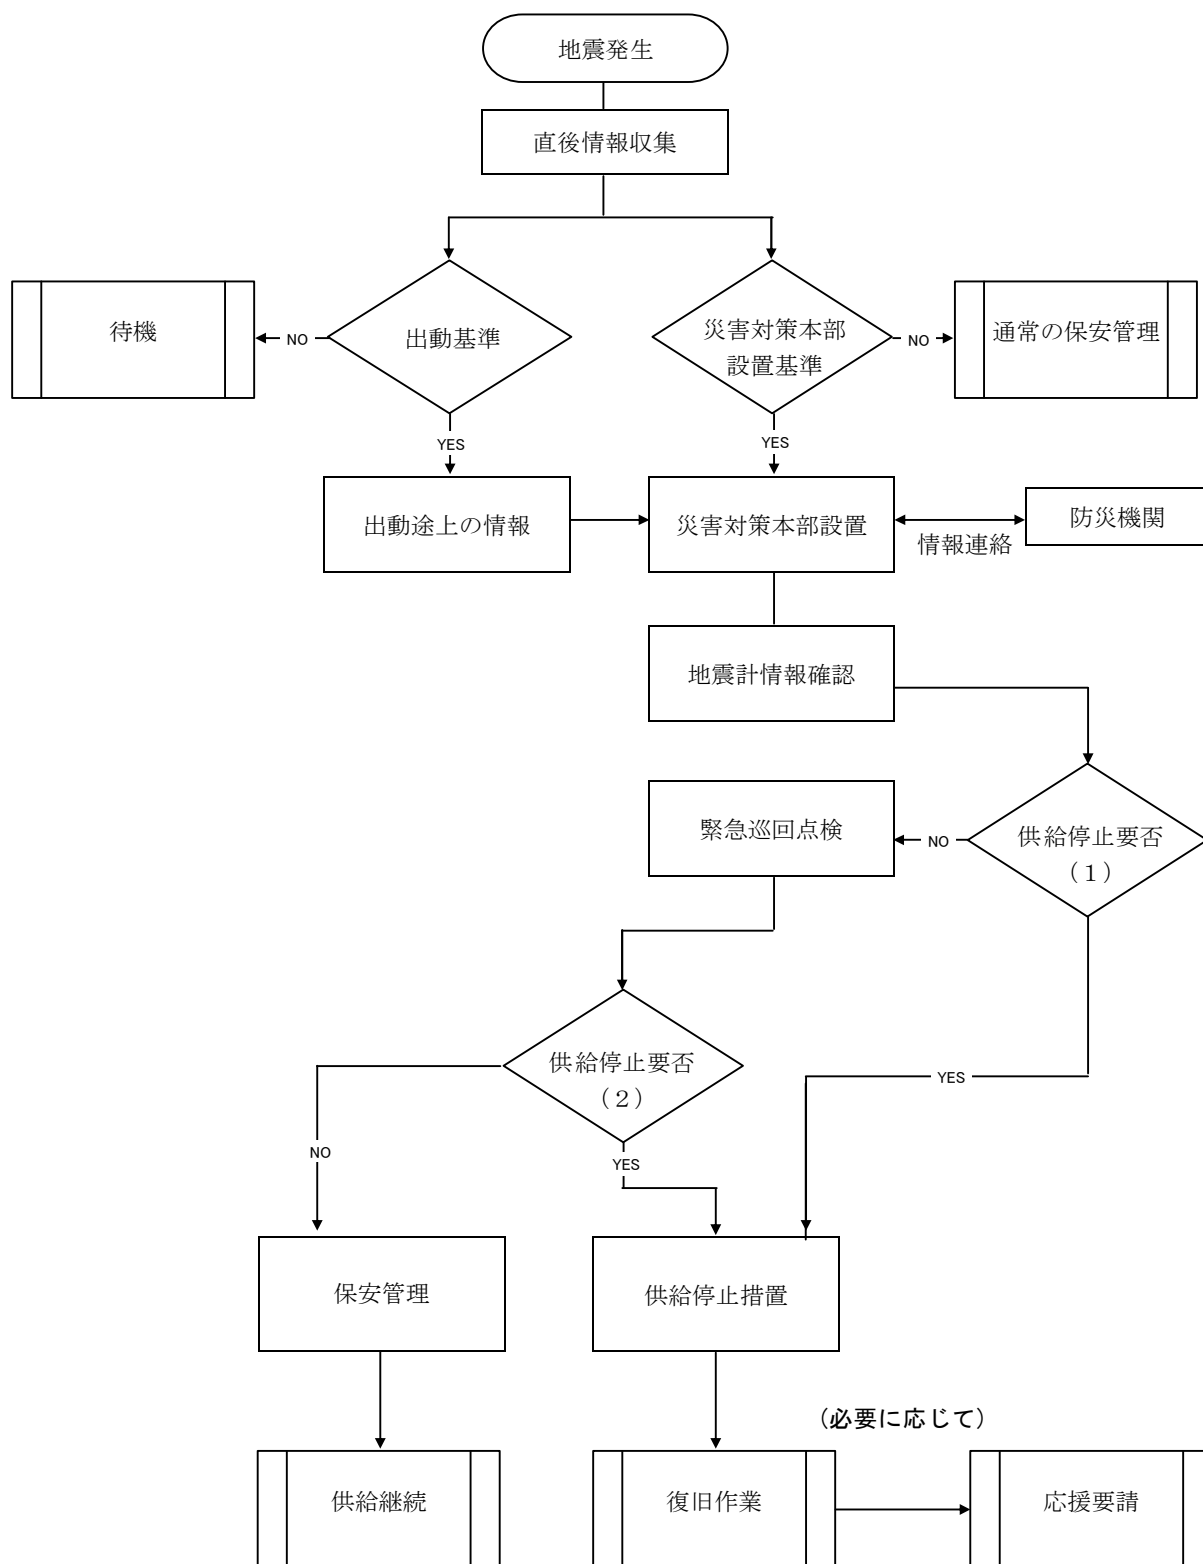 地震発生
直後情報収集
待機
NO
出動基準
災害対策本部
設置基準
NO
通常の保安管理
YES
YES
出動途上の情報
災害対策本部設置
情報連絡
防災機関
地震計情報確認
緊急巡回点検
NO
供給停止要否
（１）
供給停止要否
（２）
YES
NO
YES
保安管理
供給停止措置
（必要に応じて）
供給継続
復旧作業
応援要請